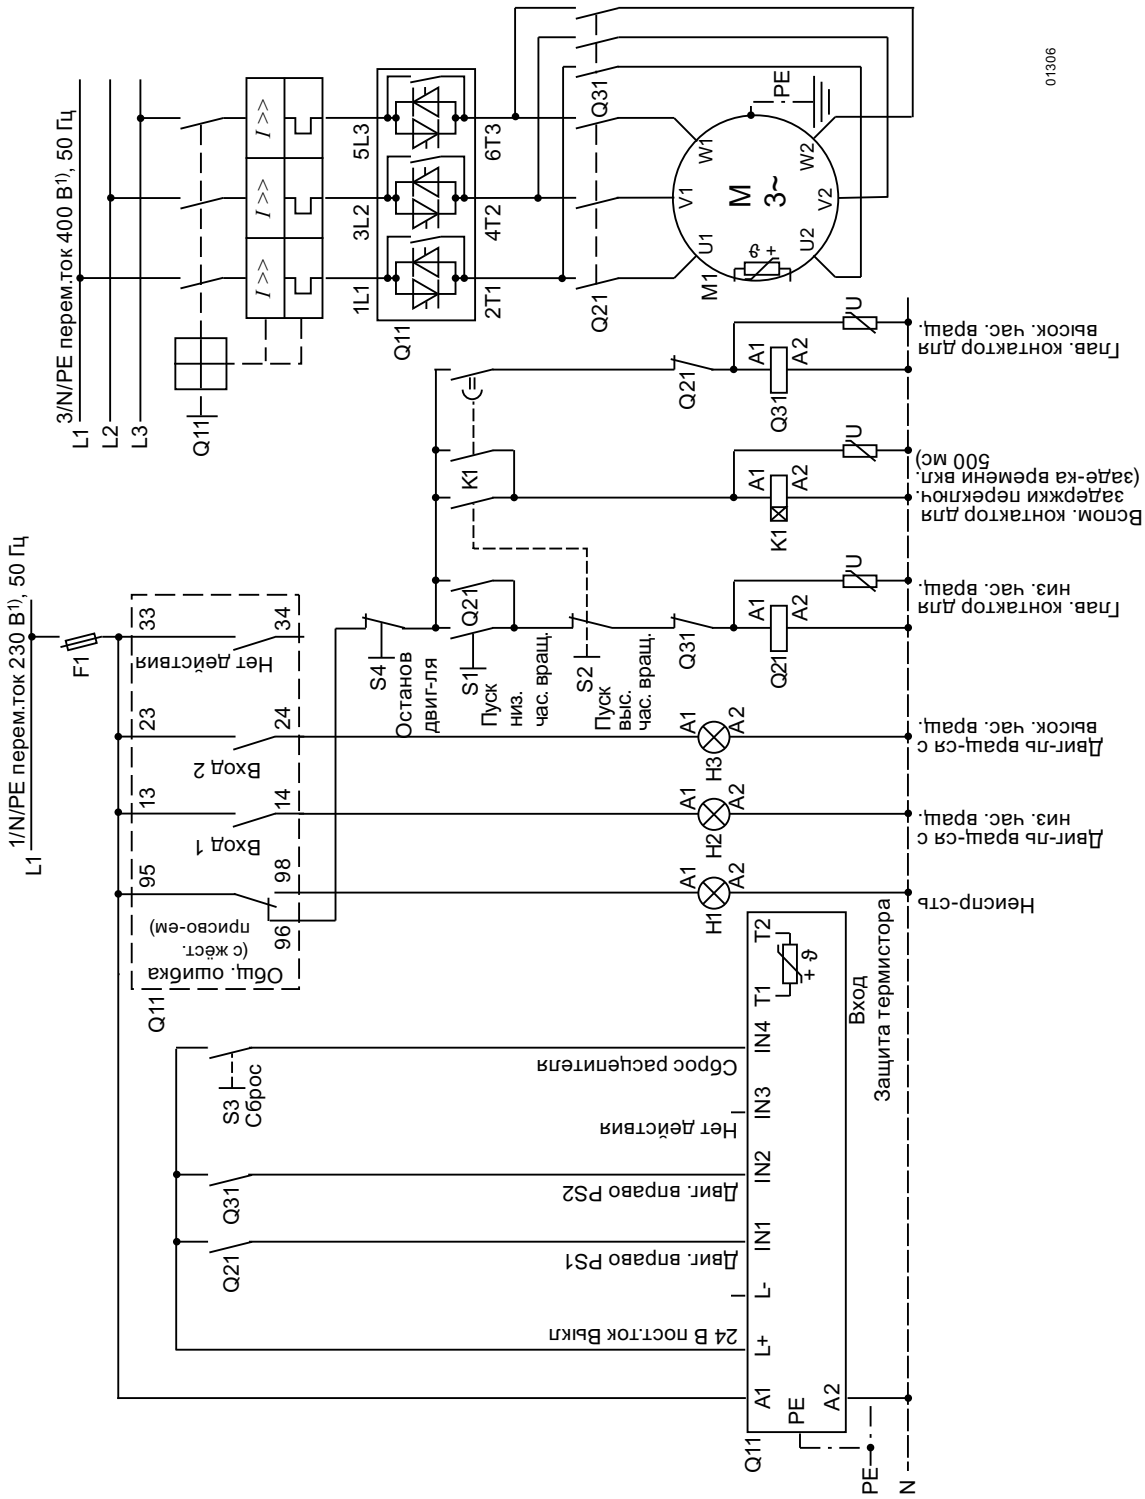 3/N/PE перем.ток 400 В¹⁾, 50 Гц
L1
L2
L3
Q11
I >>
I >>
I >>
1L1
3L2
5L3
Q11
2T1
4T2
6T3
Q21
Q31
PE
U1
V1
W1
M
3~
M1
ϑ
+
U2
V2
W2
01306
1/N/PE перем.ток 230 В¹⁾, 50 Гц
L1
F1
Q11
Общ. ошибка
(с жёст.
присво-ем)
95
96
98
Вход 1
13
14
Вход 2
23
24
Нет действия
33
34
S4
Останов
двиг-ля
S1
Пуск
низ.
час. вращ.
Q21
S2
Пуск
выс.
час. вращ.
K1
Q31
Q21
H1
A1
A2
H2
A1
A2
H3
A1
A2
Q21
A1
A2
U
K1
A1
A2
U
Q31
A1
A2
U
Неиспр-сть
Двиг-ль вращ-ся с
низ. час. вращ.
Двиг-ль вращ-ся с
высок. час. вращ.
Глав. контактор для
низ. час. вращ.
Вспом. контактор для
задержки переключ.
(заде-ка времени вкл.
500 мс)
Глав. контактор для
высок. час. вращ.
Q21
Q31
S3
Сброс
24 В пост.ток Выкл
Двиг. вправо PS1
Двиг. вправо PS2
Нет действия
Сброс расцепителя
Q11
A1
L+
L-
IN1
IN2
IN3
IN4
T1
T2
PE
A2
+ ϑ
Вход
Защита термистора
PE
N